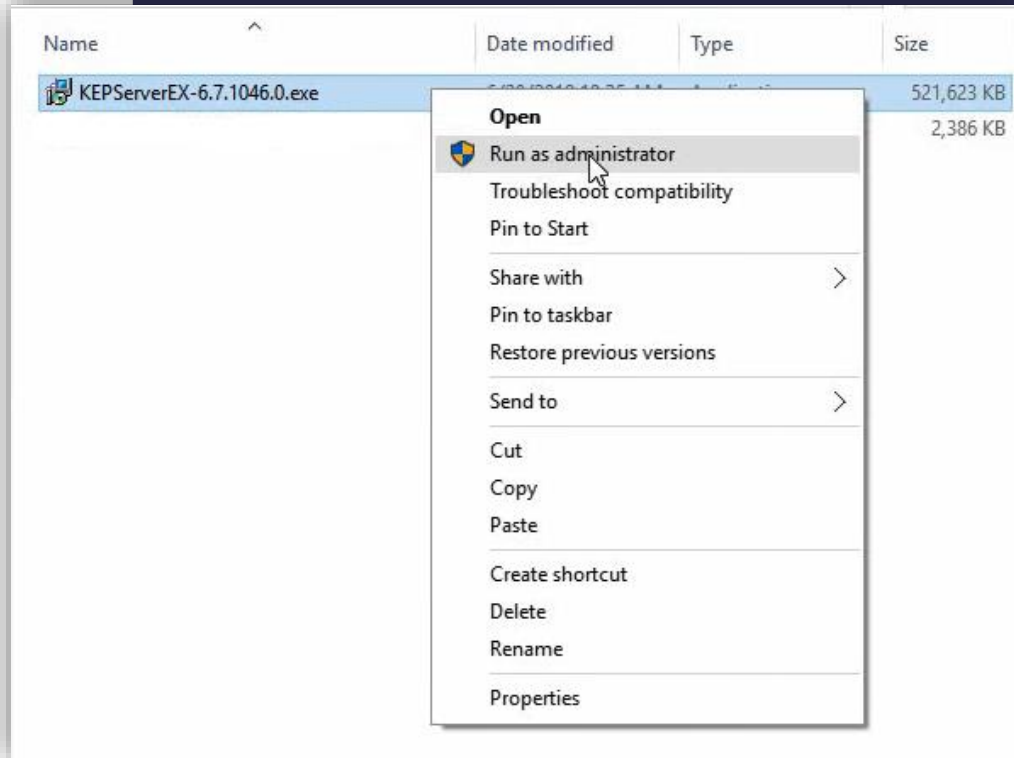 Name Date modified Type Size
KEPServerEX-6.7.1046.0.exe 521,623 KB
2,386 KB
Open
Run as administrator
Troubleshoot compatibility
Pin to Start
Share with
Pin to taskbar
Restore previous versions
Send to
Cut
Copy
Paste
Create shortcut
Delete
Rename
Properties